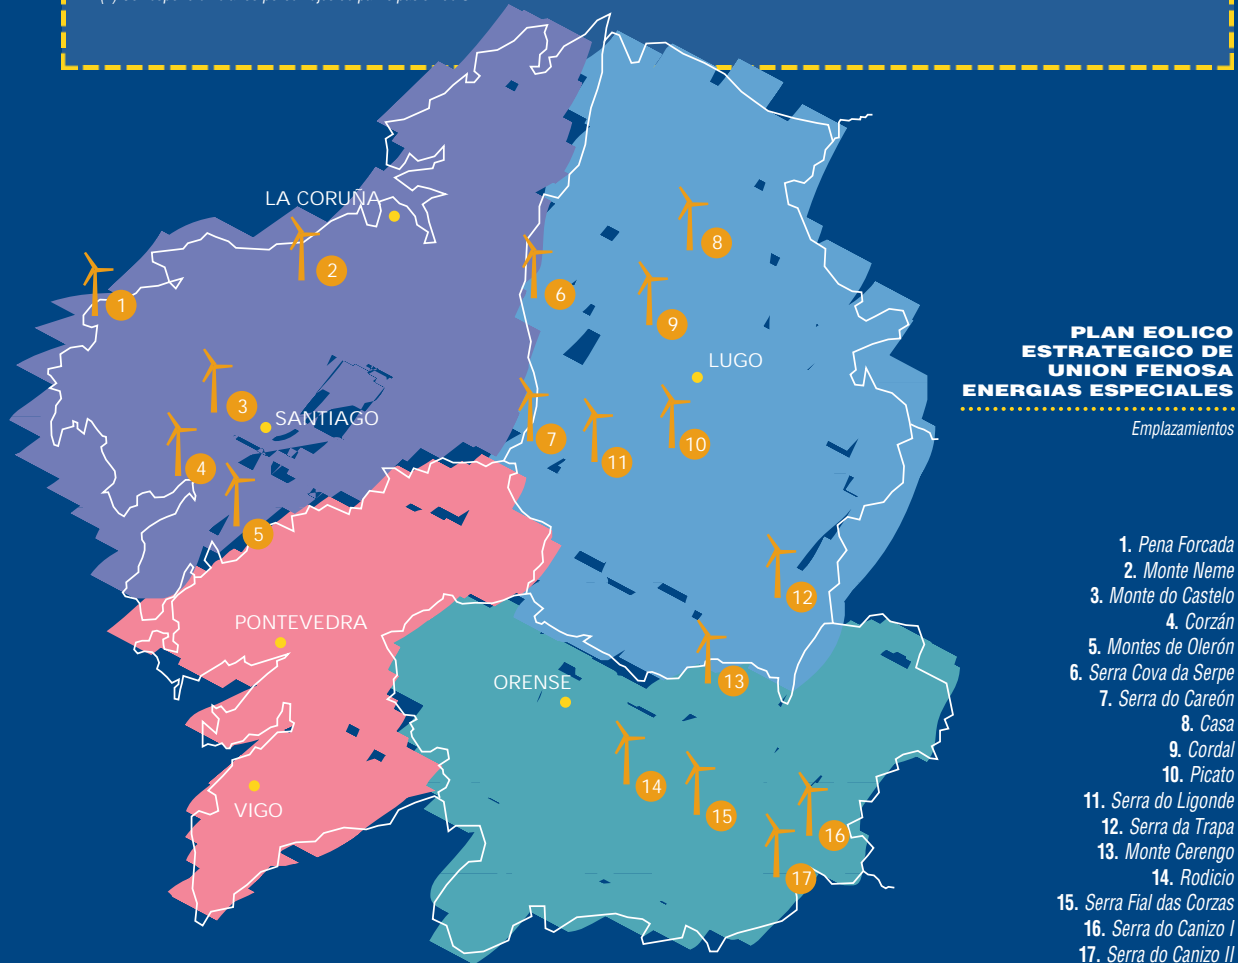 LA CORUÑA
2
8
1
6
9
LUGO
3
SANTIAGO
7
10
4
11
5
12
PONTEVEDRA
ORENSE
13
14
VIGO
15
16
17
PLAN EOLICO
ESTRATEGICO DE
UNION FENOSA
ENERGIAS ESPECIALES
Emplazamientos
1. Pena Forcada
2. Monte Neme
3. Monte do Castelo
4. Corzán
5. Montes de Olerón
6. Serra Cova da Serpe
7. Serra do Careón
8. Casa
9. Cordal
10. Picato
11. Serra do Ligonde
12. Serra da Trapa
13. Monte Cerengo
14. Rodicio
15. Serra Fial das Corzas
16. Serra do Canizo I
17. Serra do Canizo II